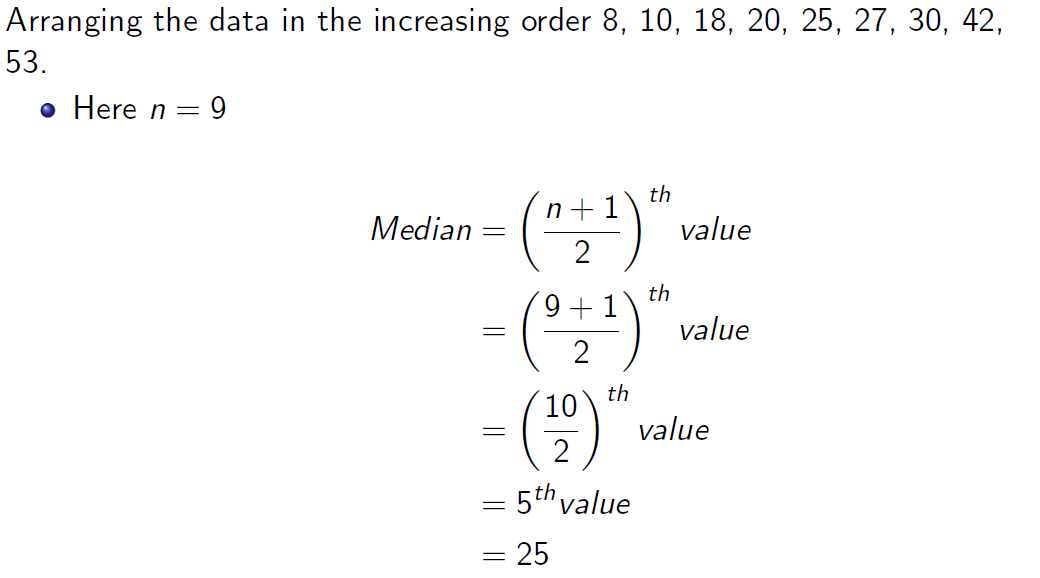 Arranging the data in the increasing order 8, 10, 18, 20, 25, 27, 30, 42,
53.
Here n = 9
Median = ((n + 1)/2)^th value
= ((9 + 1)/2)^th value
= (10/2)^th value
= 5^th value
= 25